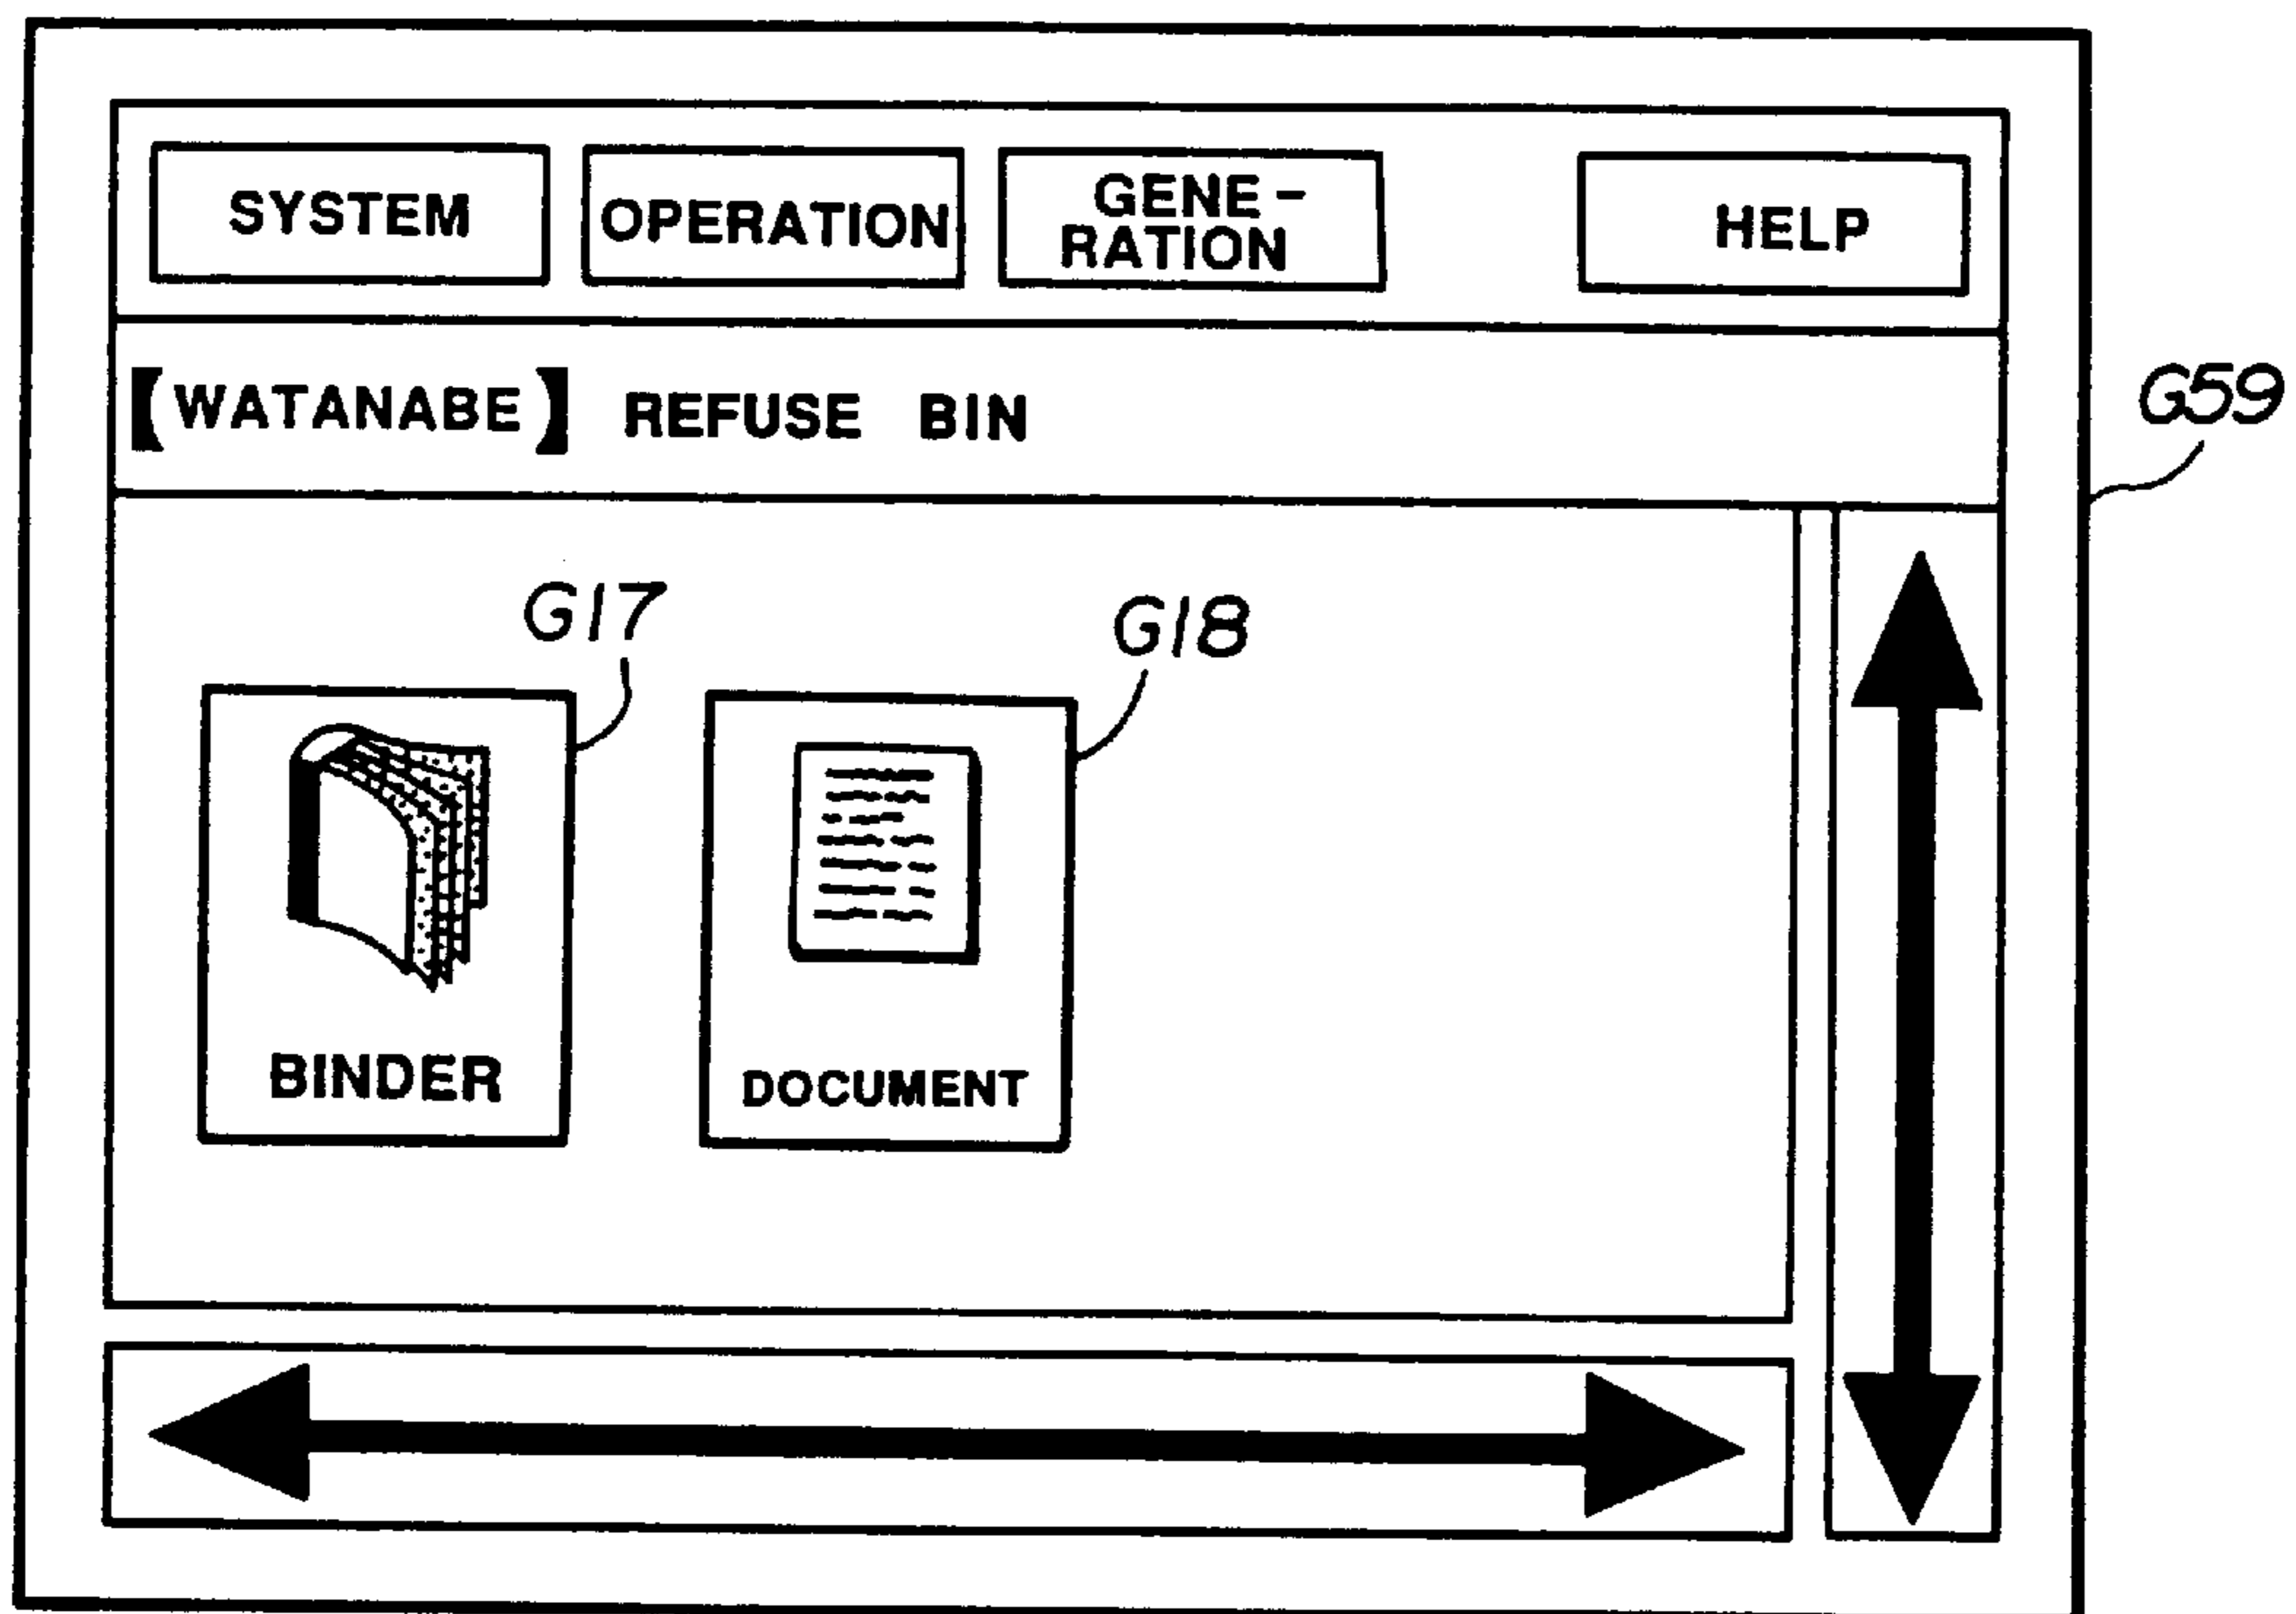 SYSTEM
OPERATION
GENE-
RATION
HELP
【WATANABE】 REFUSE BIN
G59
G17
G18
BINDER
DOCUMENT